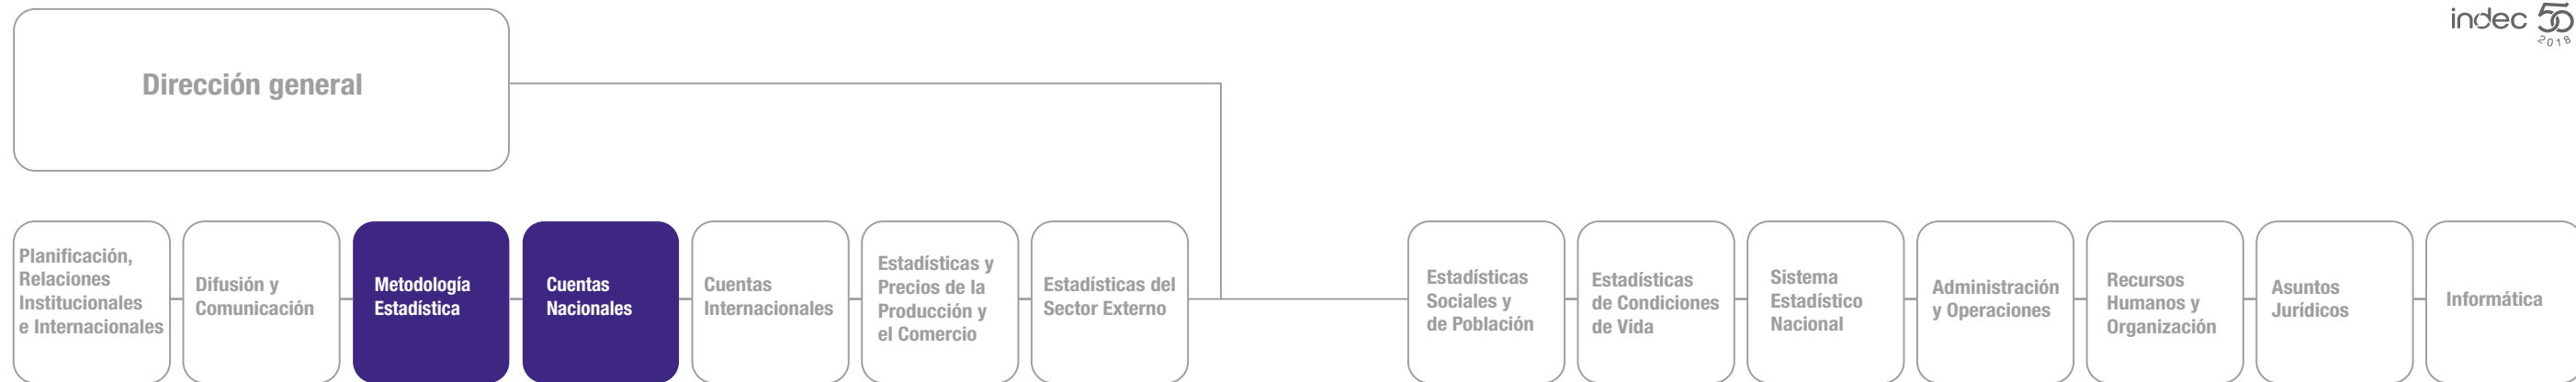 indec 50
2018
Dirección general
Planificación,
Relaciones
Institucionales
e Internacionales
Difusión y
Comunicación
Metodología
Estadística
Cuentas
Nacionales
Cuentas
Internacionales
Estadísticas y
Precios de la
Producción y
el Comercio
Estadísticas del
Sector Externo
Estadísticas
Sociales y
de Población
Estadísticas
de Condiciones
de Vida
Sistema
Estadístico
Nacional
Administración
y Operaciones
Recursos
Humanos y
Organización
Asuntos
Jurídicos
Informática